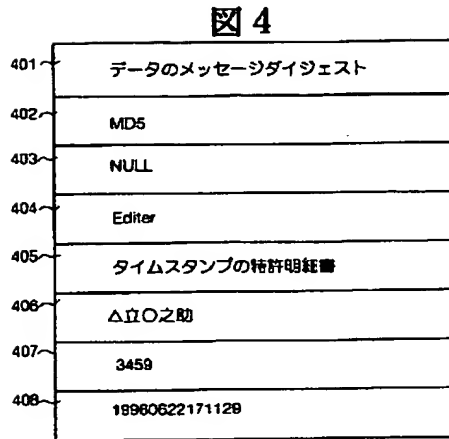 図4
401
データのメッセージダイジェスト
402
MD5
403
NULL
404
Editer
405
タイムスタンプの特許明細書
406
△立○之助
407
3459
408
19960622171129